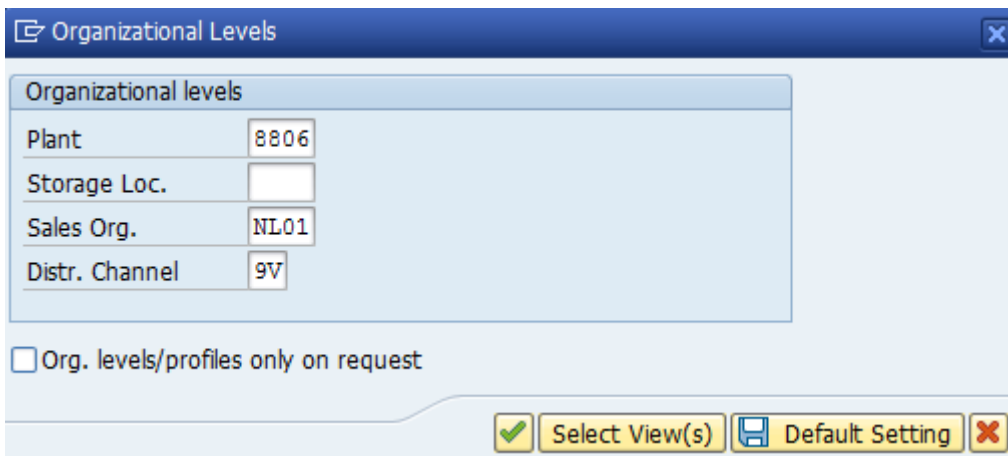 Organizational Levels
Organizational levels
Plant 8806
Storage Loc.
Sales Org. NL01
Distr. Channel 9V
Org. levels/profiles only on request
Select View(s) Default Setting